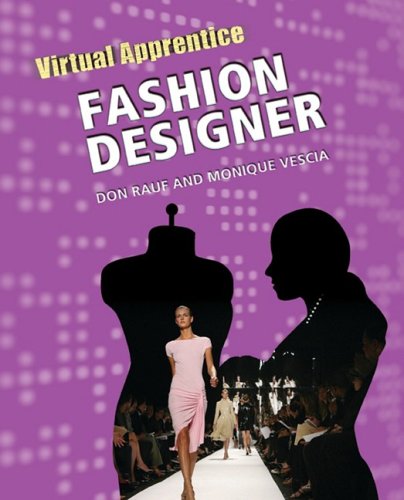 Virtual Apprentice
FASHION
DESIGNER
DON RAUF AND MONIQUE VESCIA